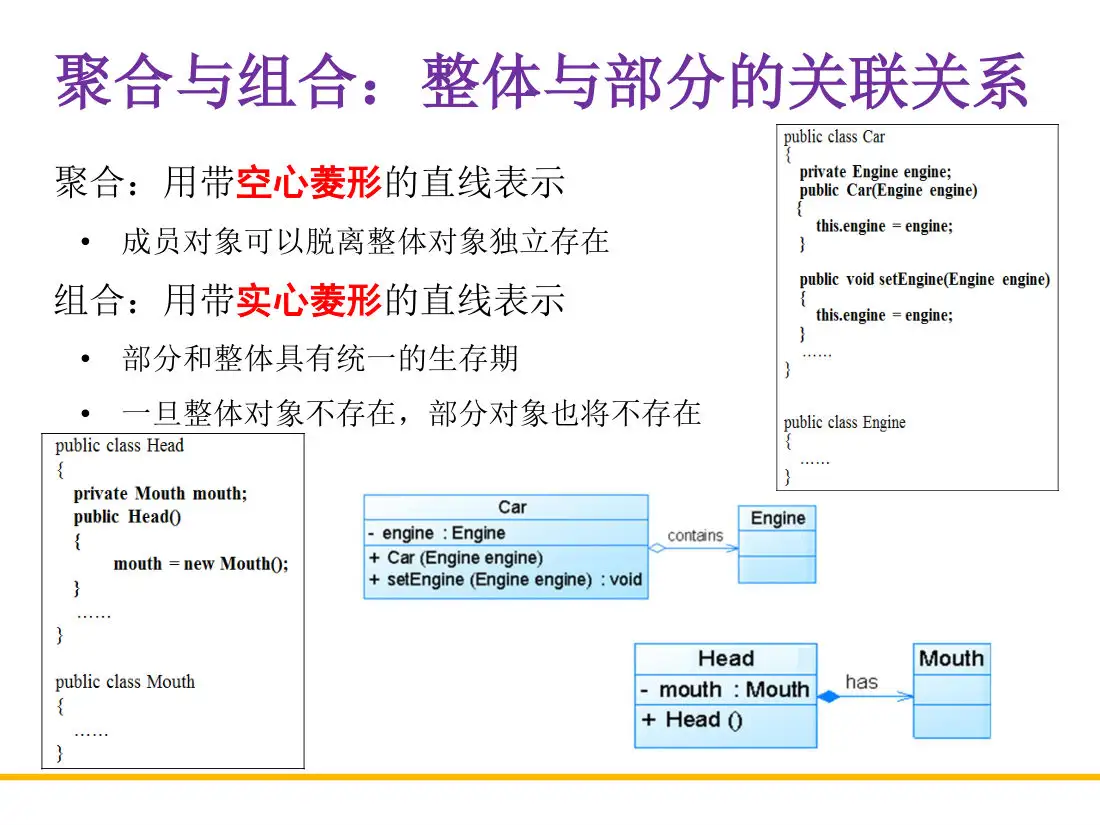 聚合与组合：整体与部分的关联关系
聚合：用带空心菱形的直线表示
• 成员对象可以脱离整体对象独立存在
组合：用带实心菱形的直线表示
• 部分和整体具有统一的生存期
• 一旦整体对象不存在，部分对象也将不存在
public class Car
{
private Engine engine;
public Car(Engine engine)
{
this.engine = engine;
}
public void setEngine(Engine engine)
{
this.engine = engine;
}
……
}
public class Engine
{
……
}
public class Head
{
private Mouth mouth;
public Head()
{
mouth = new Mouth();
}
……
}
public class Mouth
{
……
}
Car
- engine : Engine
+ Car (Engine engine)
+ setEngine (Engine engine) : void
contains
Engine
Head
- mouth : Mouth
+ Head ()
has
Mouth